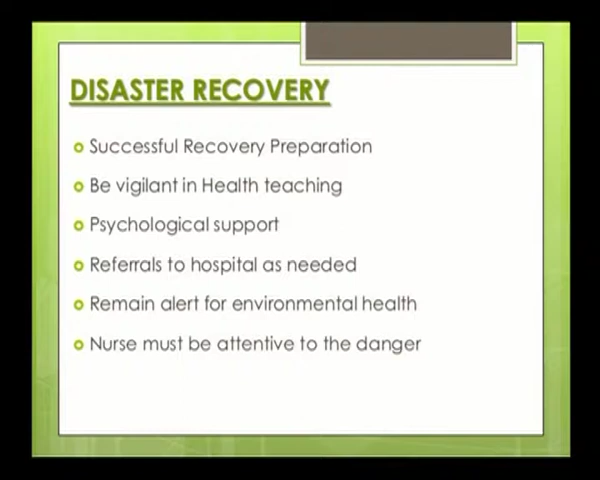 DISASTER RECOVERY
Successful Recovery Preparation
Be vigilant in Health teaching
Psychological support
Referrals to hospital as needed
Remain alert for environmental health
Nurse must be attentive to the danger